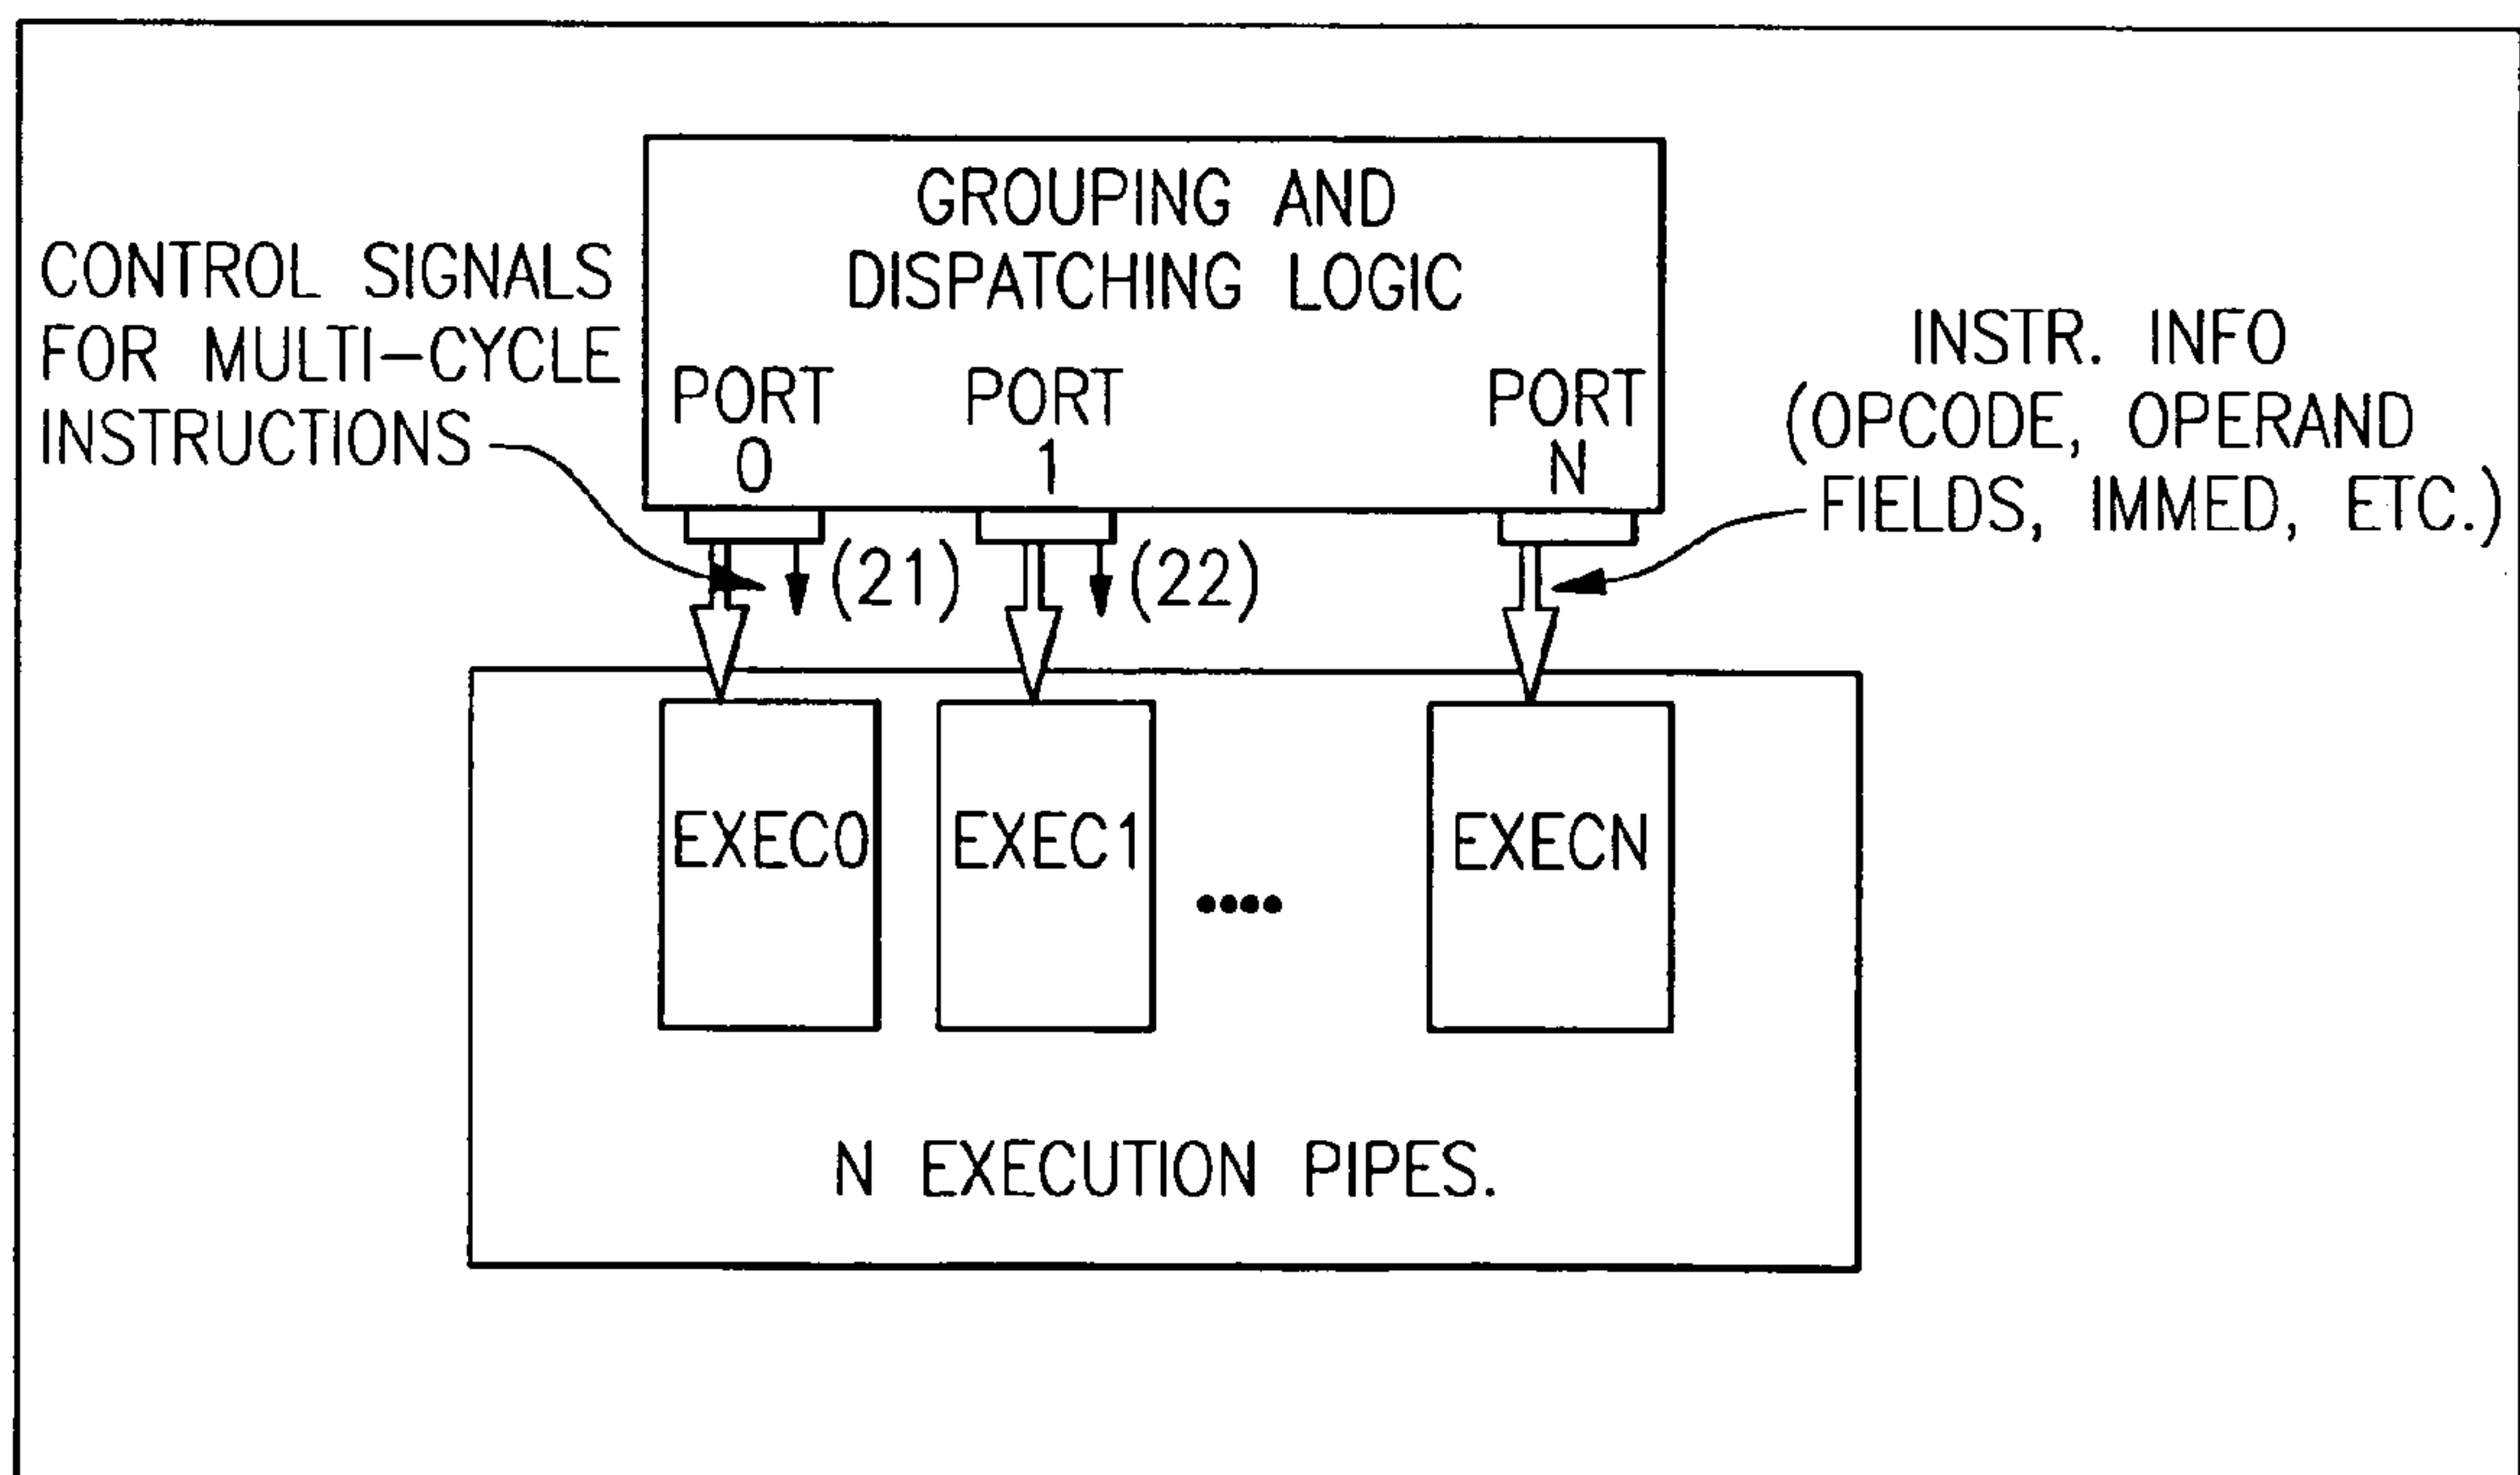 GROUPING AND
DISPATCHING LOGIC
CONTROL SIGNALS
FOR MULTI–CYCLE
INSTRUCTIONS
PORT
0
PORT
1
PORT
N
INSTR. INFO
(OPCODE, OPERAND
FIELDS, IMMED, ETC.)
(21)
(22)
EXEC0
EXEC1
EXECN
N EXECUTION PIPES.